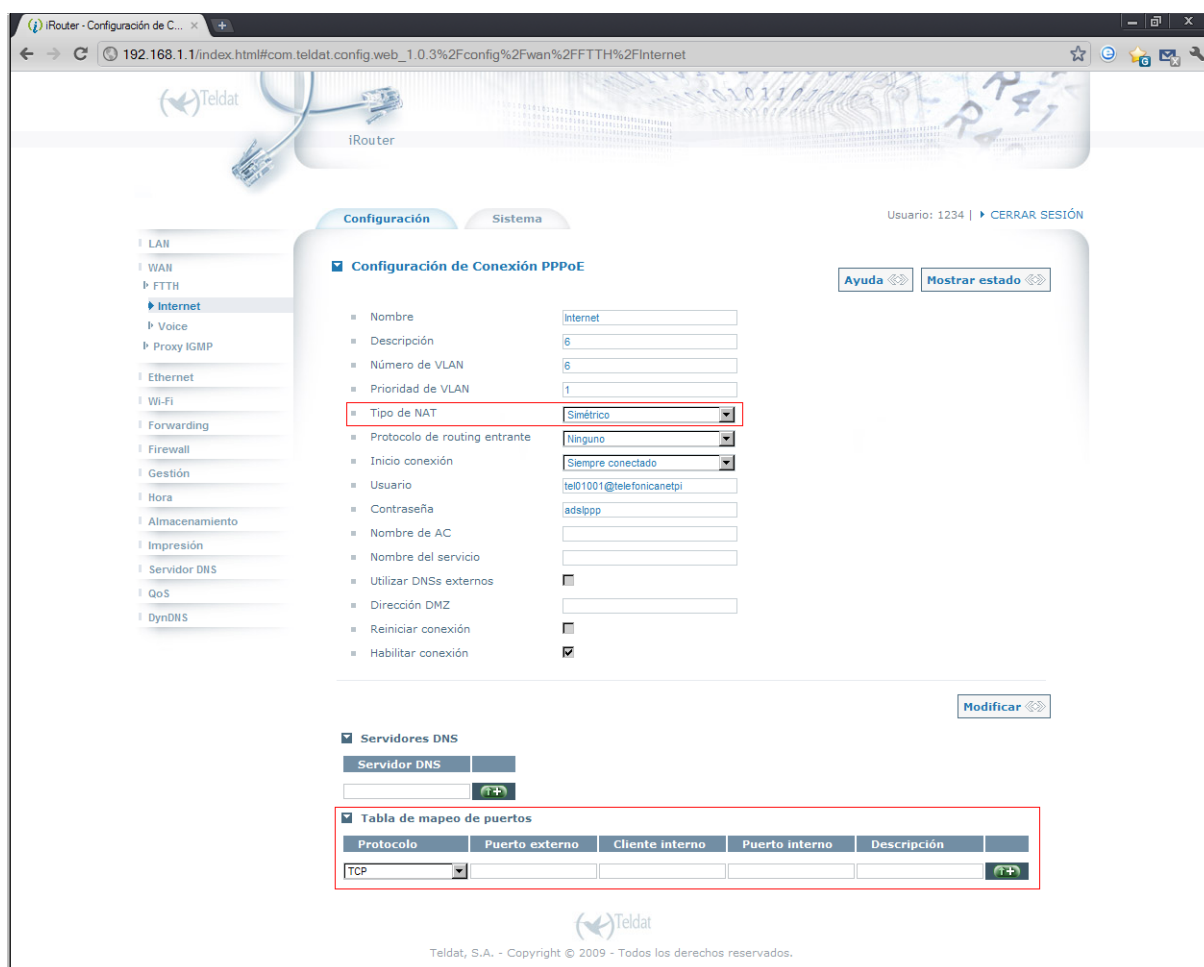 iRouter - Configuración de C...
192.168.1.1/index.html#com.teldat.config.web_1.0.3%2Fconfig%2Fwan%2FFTTH%2FInternet
Teldat
iRouter
Configuración
Sistema
Usuario: 1234 | CERRAR SESIÓN
LAN
WAN
FTTH
Internet
Voice
Proxy IGMP
Ethernet
Wi-Fi
Forwarding
Firewall
Gestión
Hora
Almacenamiento
Impresión
Servidor DNS
QoS
DynDNS
Configuración de Conexión PPPoE
Ayuda
Mostrar estado
Nombre Internet
Descripción 6
Número de VLAN 6
Prioridad de VLAN 1
Tipo de NAT Simétrico
Protocolo de routing entrante Ninguno
Inicio conexión Siempre conectado
Usuario tel01001@telefonicanetpi
Contraseña adslppp
Nombre de AC
Nombre del servicio
Utilizar DNSs externos
Dirección DMZ
Reiniciar conexión
Habilitar conexión
Modificar
Servidores DNS
Servidor DNS
Tabla de mapeo de puertos
Protocolo Puerto externo Cliente interno Puerto interno Descripción
TCP
Teldat
Teldat, S.A. - Copyright © 2009 - Todos los derechos reservados.